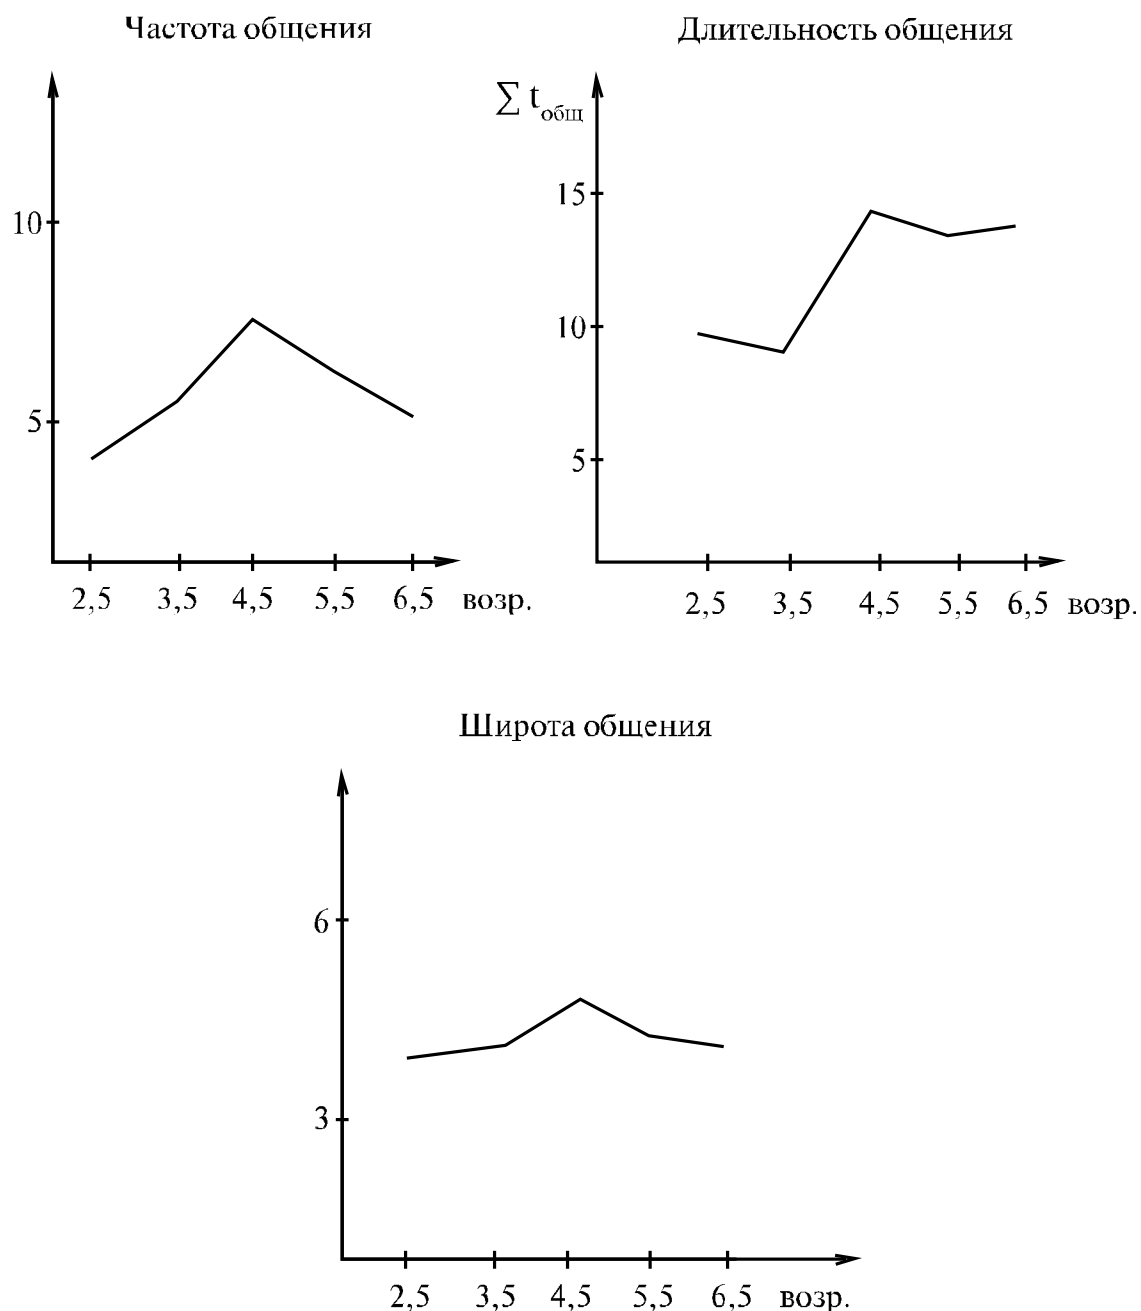 Частота общения
10
5
2,5 3,5 4,5 5,5 6,5 возр.
Длительность общения
∑ tобщ
15
10
5
2,5 3,5 4,5 5,5 6,5 возр.
Широта общения
6
3
2,5 3,5 4,5 5,5 6,5 возр.